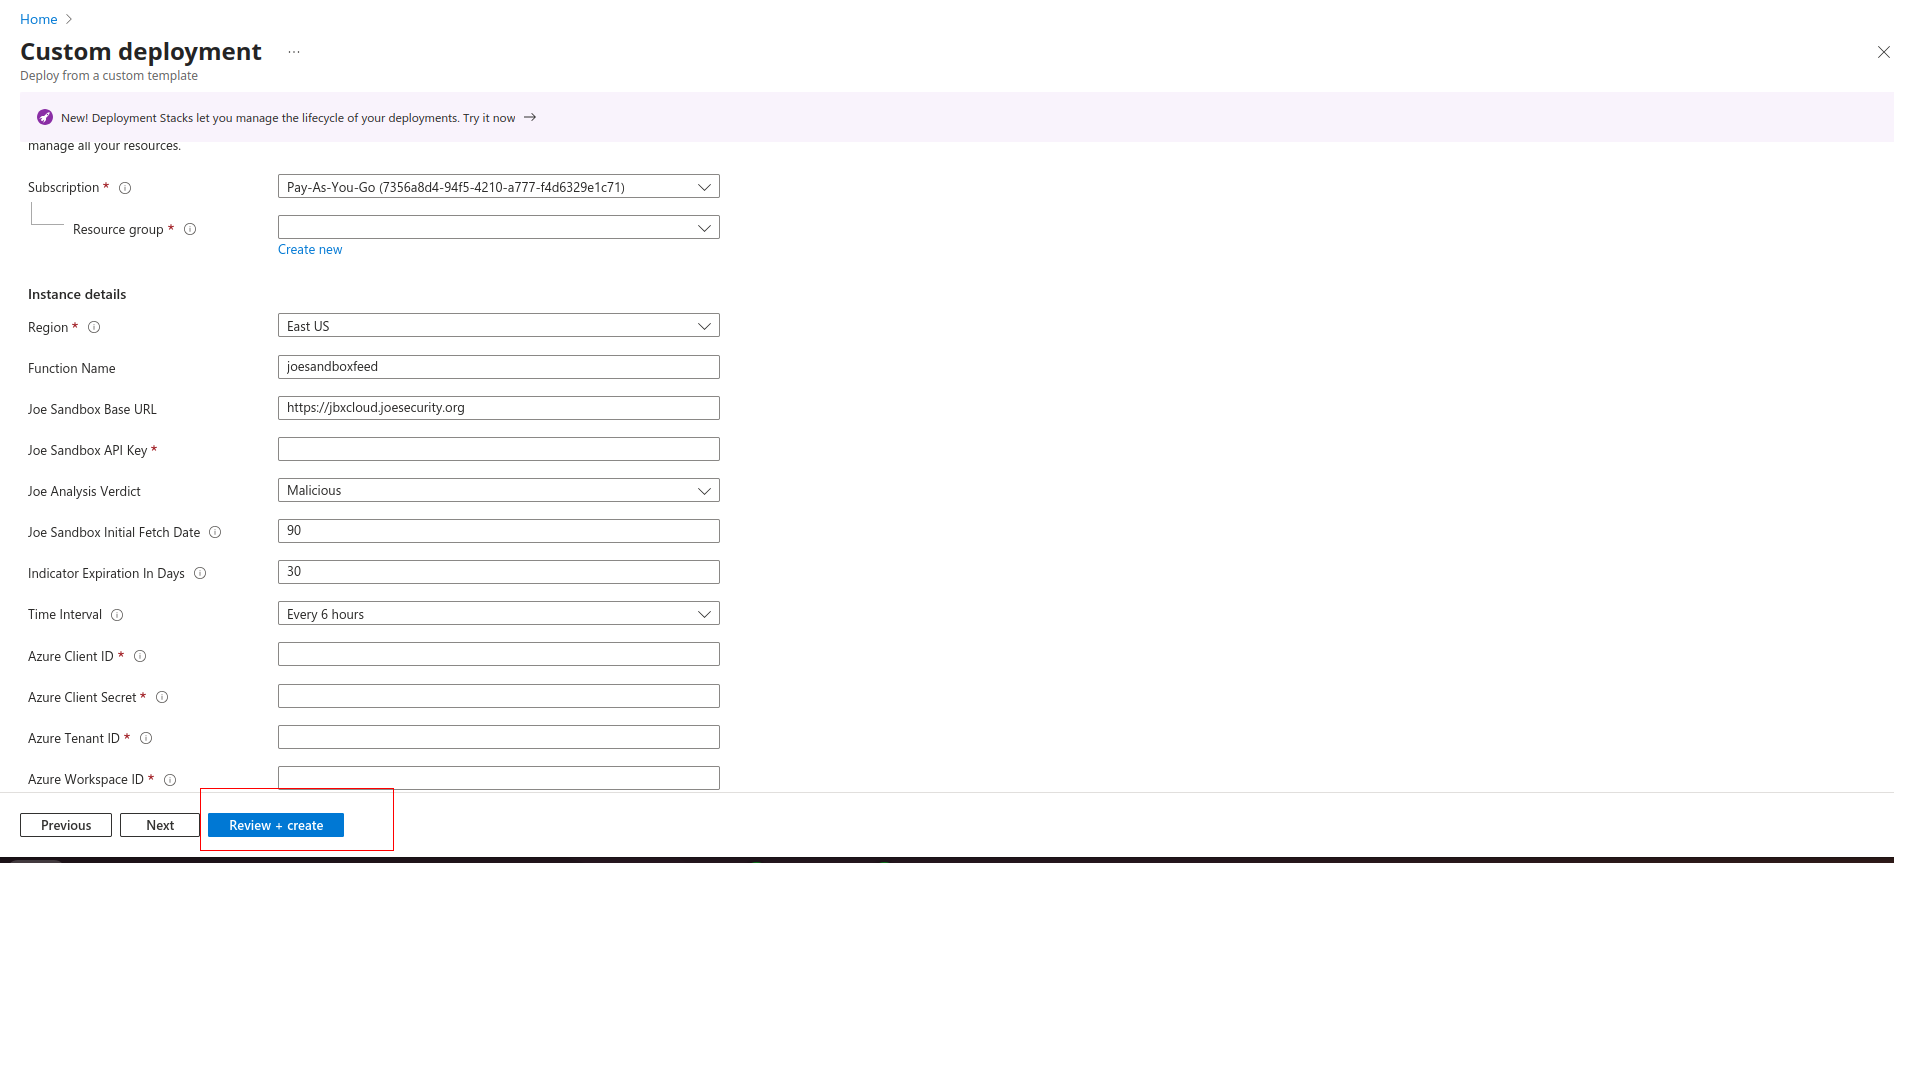 Home
Custom deployment ...
Deploy from a custom template
New! Deployment Stacks let you manage the lifecycle of your deployments. Try it now →
manage all your resources.
Subscription * Pay-As-You-Go (7356a8d4-94f5-4210-a777-f4d6329e1c71)
Resource group *
Create new
Instance details
Region * East US
Function Name joesandboxfeed
Joe Sandbox Base URL https://jbxcloud.joesecurity.org
Joe Sandbox API Key *
Joe Analysis Verdict Malicious
Joe Sandbox Initial Fetch Date 90
Indicator Expiration In Days 30
Time Interval Every 6 hours
Azure Client ID *
Azure Client Secret *
Azure Tenant ID *
Azure Workspace ID *
Previous Next Review + create